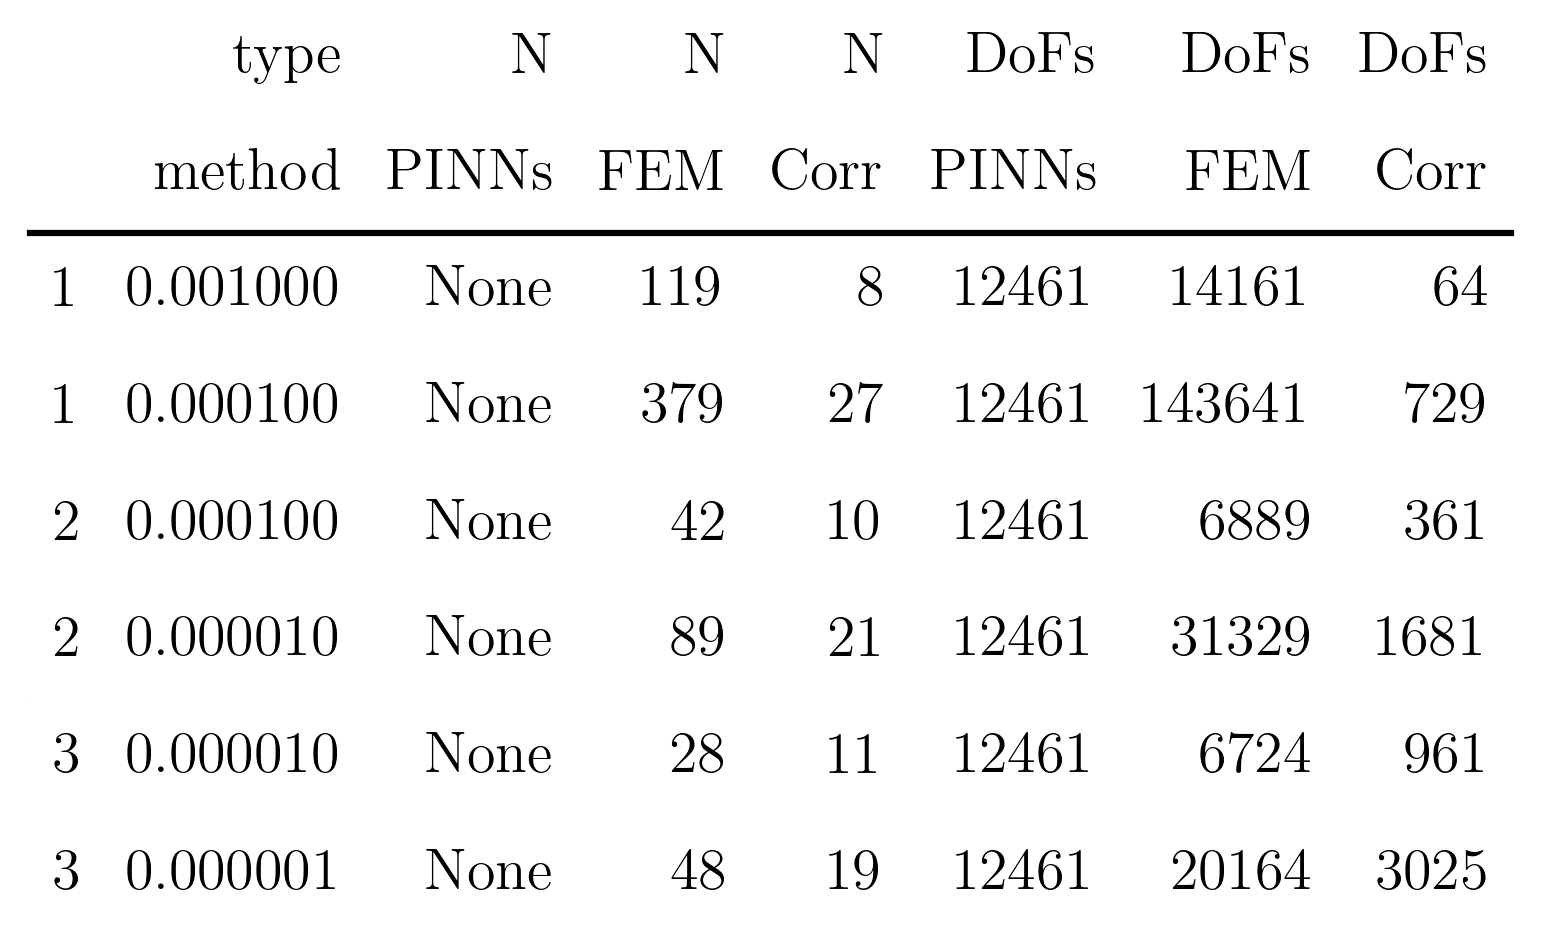 type N N N DoFs DoFs DoFs
method PINNs FEM Corr PINNs FEM Corr
1 0.001000 None 119 8 12461 14161 64
1 0.000100 None 379 27 12461 143641 729
2 0.000100 None 42 10 12461 6889 361
2 0.000010 None 89 21 12461 31329 1681
3 0.000010 None 28 11 12461 6724 961
3 0.000001 None 48 19 12461 20164 3025